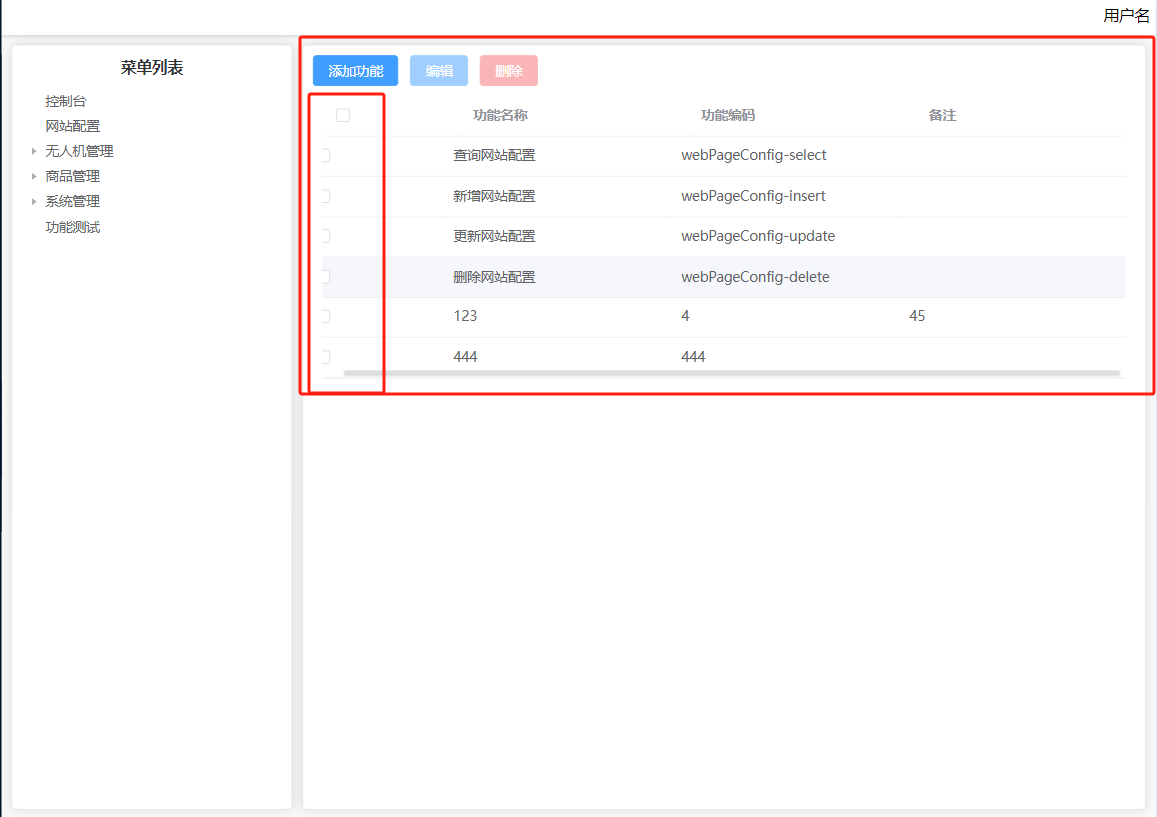 用户名
菜单列表
控制台
网站配置
无人机管理
商品管理
系统管理
功能测试
添加功能 编辑 删除
功能名称 功能编码 备注
查询网站配置 webPageConfig-select
新增网站配置 webPageConfig-insert
更新网站配置 webPageConfig-update
删除网站配置 webPageConfig-delete
123 4 45
444 444